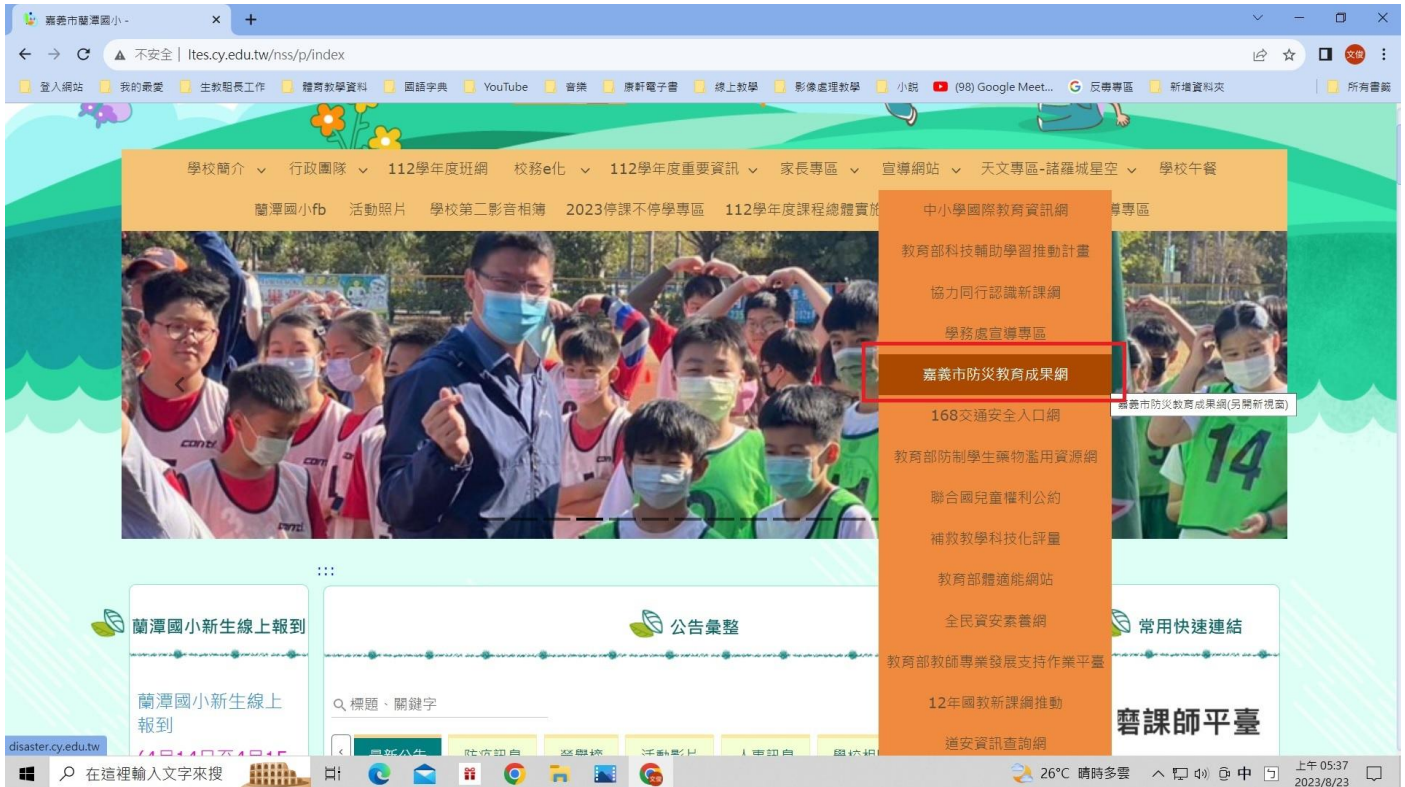 嘉義市蘭潭國小 -
不安全 ltes.cy.edu.tw/nss/p/index
文俊
登入網站 我的最愛 生教組長工作 體育教學資料 國語字典 YouTube 音樂 康軒電子書 線上教學 影像處理教學 小說 (98) Google Meet... 反毒專區 新增資料夾 所有書籤
學校簡介 行政團隊 112學年度班網 校務e化 112學年度重要資訊 家長專區 宣導網站 天文專區-諸羅城星空 學校午餐
蘭潭國小fb 活動照片 學校第二影音相簿 2023停課不停學專區 112學年度課程總體實施 導專區
中小學國際教育資訊網
教育部科技輔助學習推動計畫
協力同行認識新課綱
學務處宣導專區
嘉義市防災教育成果網
嘉義市防災教育成果網(另開新視窗)
168交通安全入口網
教育部防制學生藥物濫用資源網
聯合國兒童權利公約
補救教學科技化評量
教育部體適能網站
全民資安素養網
教育部教師專業發展支持作業平臺
12年國教新課綱推動
道安資訊查詢網
conti
14
蘭潭國小新生線上報到
公告彙整
常用快速連結
蘭潭國小新生線上
報到
(4月14日至4月15
標題、關鍵字
最新公告 防疫訊息 榮譽榜 活動影片 人事訊息 學校相
磨課師平臺
disaster.cy.edu.tw
在這裡輸入文字來搜
26°C 晴時多雲
中
上午 05:37
2023/8/23